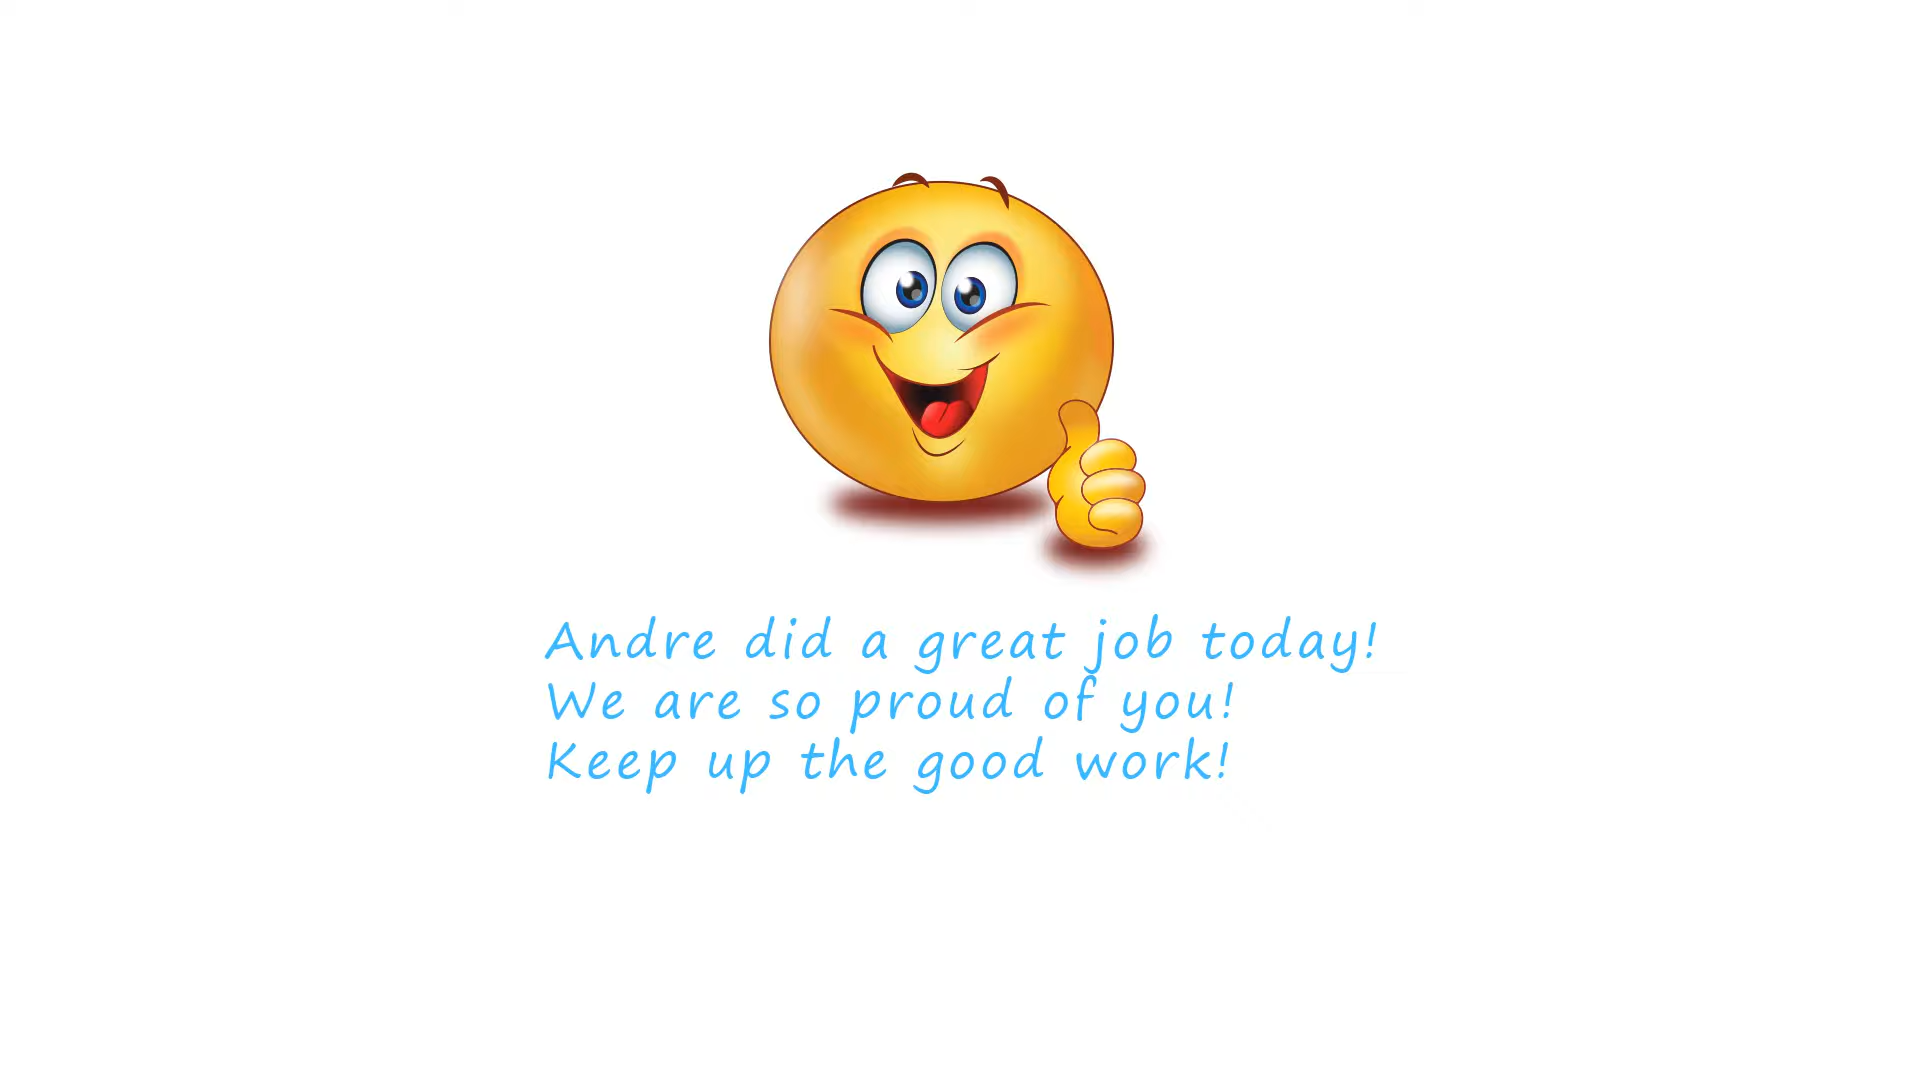 Andre did a great job today!
We are so proud of you!
Keep up the good work!